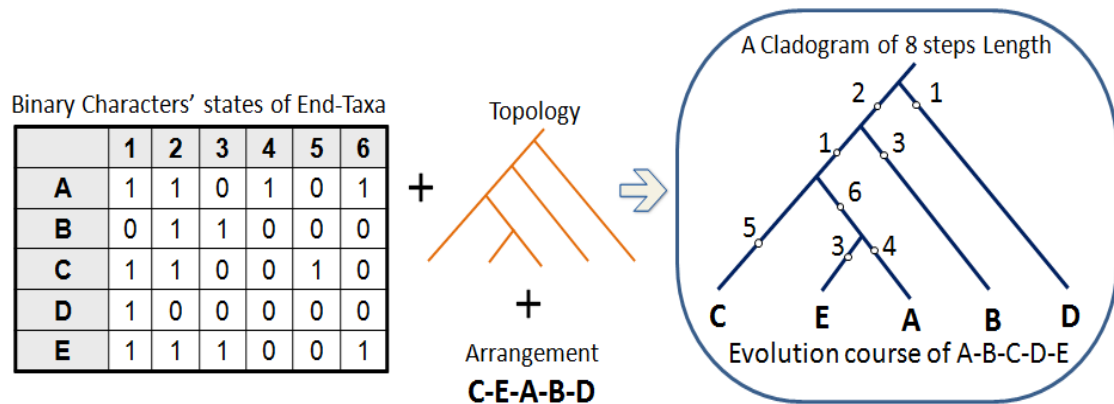 Binary Characters' states of End-Taxa
1 2 3 4 5 6
A 1 1 0 1 0 1
B 0 1 1 0 0 0
C 1 1 0 0 1 0
D 1 0 0 0 0 0
E 1 1 1 0 0 1
+
Topology
+
Arrangement
C-E-A-B-D
A Cladogram of 8 steps Length
2 1
1 3
6
5
3 4
C E A B D
Evolution course of A-B-C-D-E